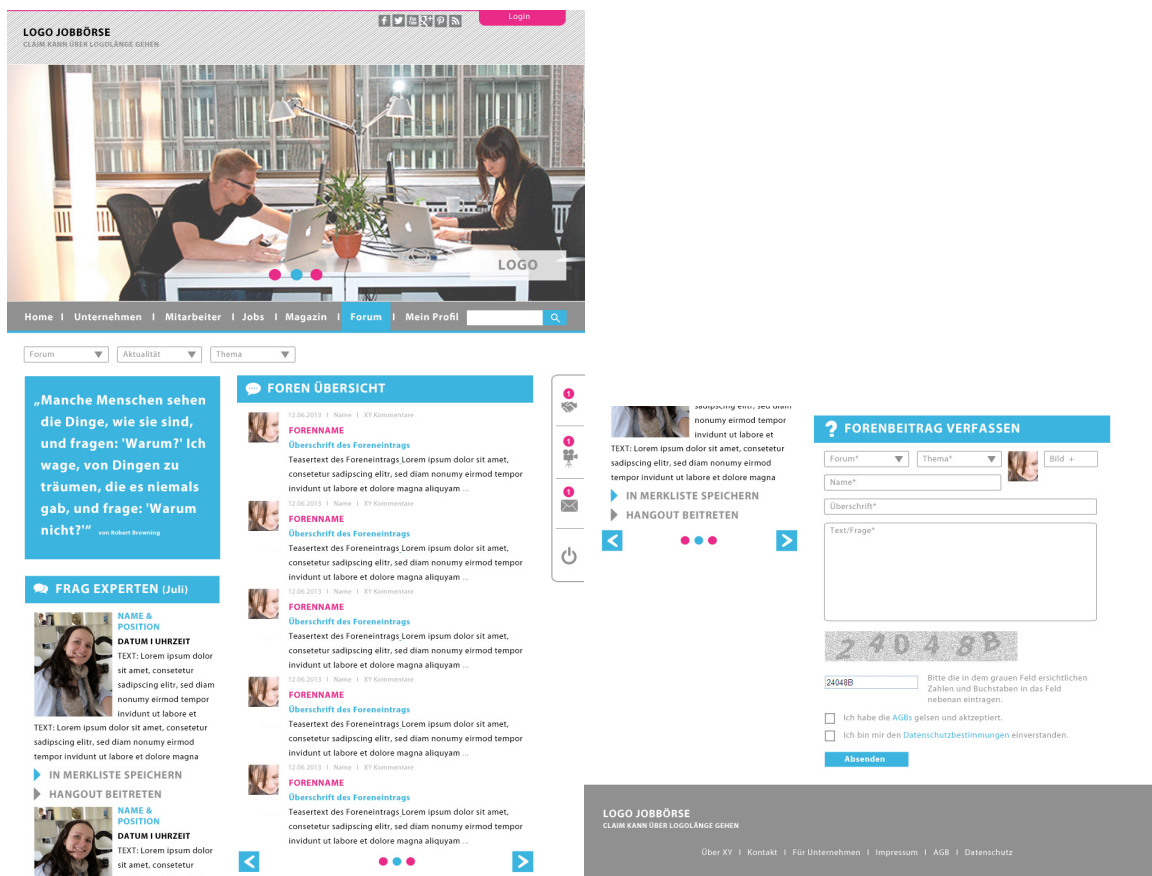 Login
LOGO JOBBÖRSE
CLAIM KANN ÜBER LOGOLÄNGE GEHEN
LOGO
Home I Unternehmen I Mitarbeiter I Jobs I Magazin I Forum I Mein Profil
Forum Aktualität Thema
„Manche Menschen sehen
die Dinge, wie sie sind,
und fragen: 'Warum?' Ich
wage, von Dingen zu
träumen, die es niemals
gab, und frage: 'Warum
nicht?'“ von Robert Browning
FRAG EXPERTEN (Juli)
NAME &
POSITION
DATUM I UHRZEIT
TEXT: Lorem ipsum dolor
sit amet, consetetur
sadipscing elitr, sed diam
nonumy eirmod tempor
invidunt ut labore et
TEXT: Lorem ipsum dolor sit amet, consetetur
sadipscing elitr, sed diam nonumy eirmod
tempor invidunt ut labore et dolore magna
IN MERKLISTE SPEICHERN
HANGOUT BEITRETEN
NAME &
POSITION
DATUM I UHRZEIT
TEXT: Lorem ipsum dolor
sit amet, consetetur
FOREN ÜBERSICHT
12.06.2013 I Name I XY Kommentare
FORENNAME
Überschrift des Foreneintrags
Teasertext des Foreneintrags Lorem ipsum dolor sit amet,
consetetur sadipscing elitr, sed diam nonumy eirmod tempor
invidunt ut labore et dolore magna aliquyam ...
12.06.2013 I Name I XY Kommentare
FORENNAME
Überschrift des Foreneintrags
Teasertext des Foreneintrags Lorem ipsum dolor sit amet,
consetetur sadipscing elitr, sed diam nonumy eirmod tempor
invidunt ut labore et dolore magna aliquyam ...
12.06.2013 I Name I XY Kommentare
FORENNAME
Überschrift des Foreneintrags
Teasertext des Foreneintrags Lorem ipsum dolor sit amet,
consetetur sadipscing elitr, sed diam nonumy eirmod tempor
invidunt ut labore et dolore magna aliquyam ...
12.06.2013 I Name I XY Kommentare
FORENNAME
Überschrift des Foreneintrags
Teasertext des Foreneintrags Lorem ipsum dolor sit amet,
consetetur sadipscing elitr, sed diam nonumy eirmod tempor
invidunt ut labore et dolore magna aliquyam ...
12.06.2013 I Name I XY Kommentare
FORENNAME
Überschrift des Foreneintrags
Teasertext des Foreneintrags Lorem ipsum dolor sit amet,
consetetur sadipscing elitr, sed diam nonumy eirmod tempor
invidunt ut labore et dolore magna aliquyam ...
1
1
1
sadipscing elitr, sed diam
nonumy eirmod tempor
invidunt ut labore et
TEXT: Lorem ipsum dolor sit amet, consetetur
sadipscing elitr, sed diam nonumy eirmod
tempor invidunt ut labore et dolore magna
IN MERKLISTE SPEICHERN
HANGOUT BEITRETEN
? FORENBEITRAG VERFASSEN
Forum* Thema* Bild +
Name*
Überschrift*
Text/Frage*
24048B
24048B
Bitte die in dem grauen Feld ersichtlichen
Zahlen und Buchstaben in das Feld
nebenan eintragen.
Ich habe die AGBs gelsen und aktzeptiert.
Ich bin mir den Datenschutzbestimmungen einverstanden.
Absenden
LOGO JOBBÖRSE
CLAIM KANN ÜBER LOGOLÄNGE GEHEN
Über XY I Kontakt I Für Unternehmen I Impressum I AGB I Datenschutz